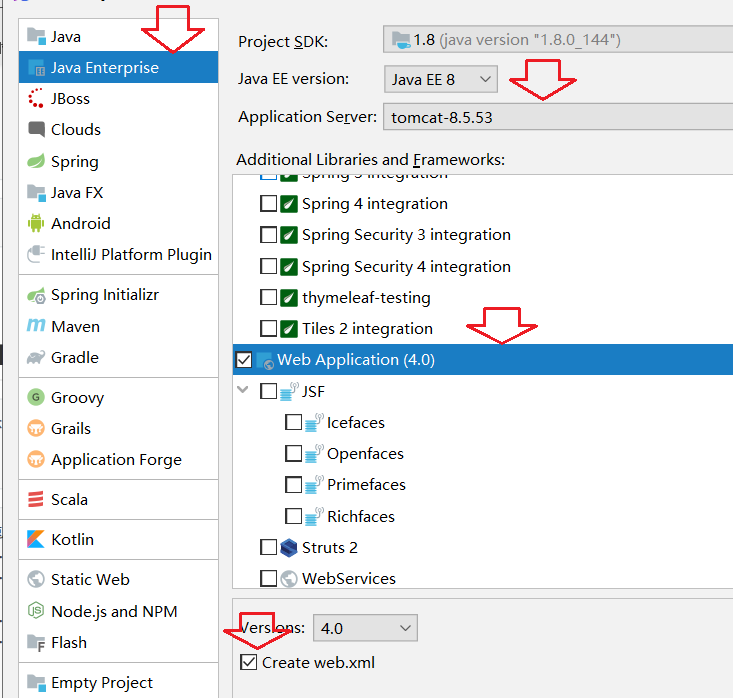 Java
Java Enterprise
JBoss
Clouds
Spring
Java FX
Android
IntelliJ Platform Plugin
Spring Initializr
Maven
Gradle
Groovy
Grails
Application Forge
Scala
Kotlin
Static Web
Node.js and NPM
Flash
Empty Project
Project SDK: 1.8 (java version "1.8.0_144")
Java EE version: Java EE 8
Application Server: tomcat-8.5.53
Additional Libraries and Frameworks:
Spring 4 integration
Spring Security 3 integration
Spring Security 4 integration
thymeleaf-testing
Tiles 2 integration
Web Application (4.0)
JSF
Icefaces
Openfaces
Primefaces
Richfaces
Struts 2
WebServices
Versions: 4.0
Create web.xml